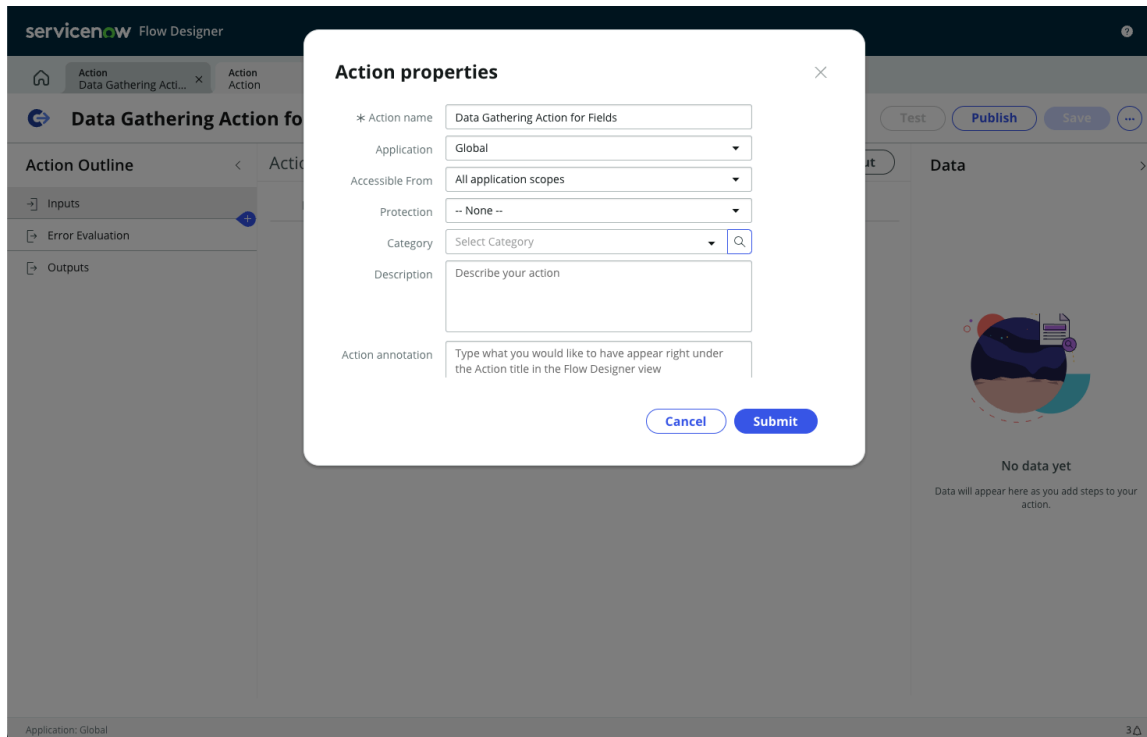 servicenow Flow Designer
Action
Data Gathering Acti...
Action
Action
Data Gathering Action fo
Test
Publish
Save
Action Outline
Actio
ut
Data
Inputs
Error Evaluation
Outputs
Action properties
* Action name
Data Gathering Action for Fields
Application
Global
Accessible From
All application scopes
Protection
-- None --
Category
Select Category
Description
Describe your action
Action annotation
Type what you would like to have appear right under
the Action title in the Flow Designer view
Cancel
Submit
No data yet
Data will appear here as you add steps to your
action.
Application: Global
3